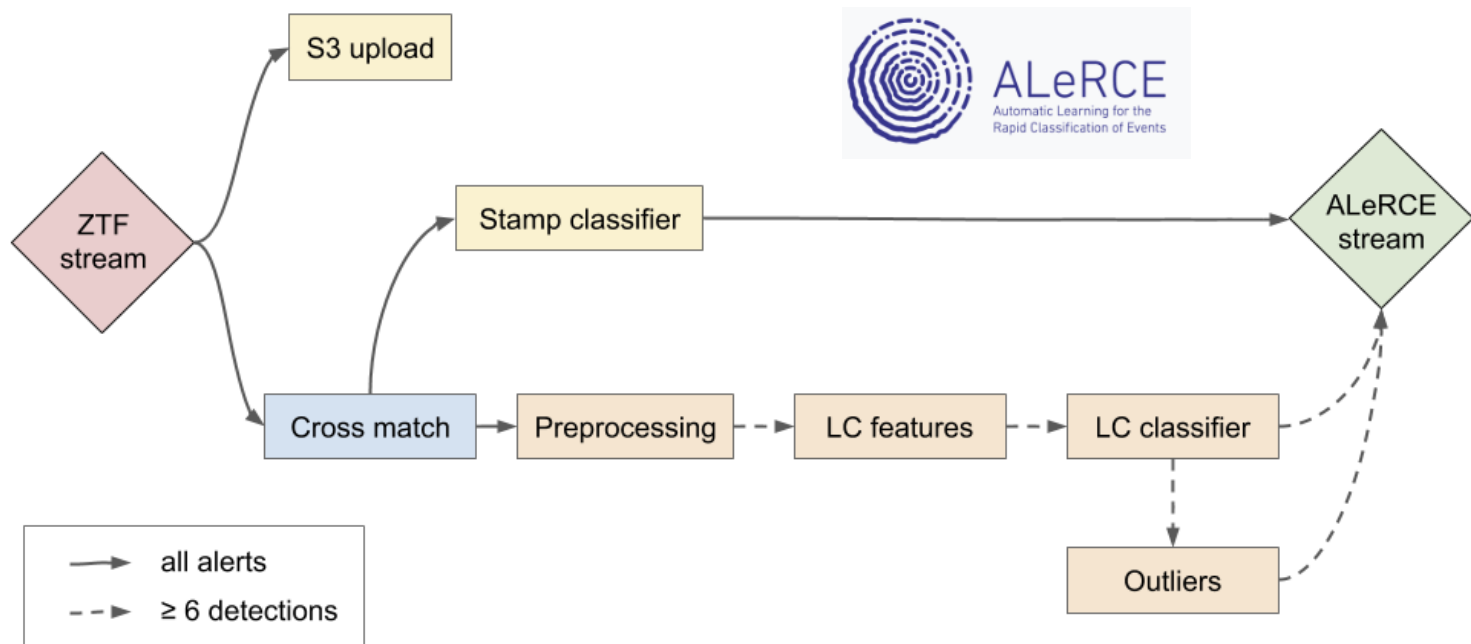 S3 upload
ALeRCE
Automatic Learning for the
Rapid Classification of Events
ZTF
stream
Stamp classifier
ALeRCE
stream
Cross match
Preprocessing
LC features
LC classifier
all alerts
≥ 6 detections
Outliers